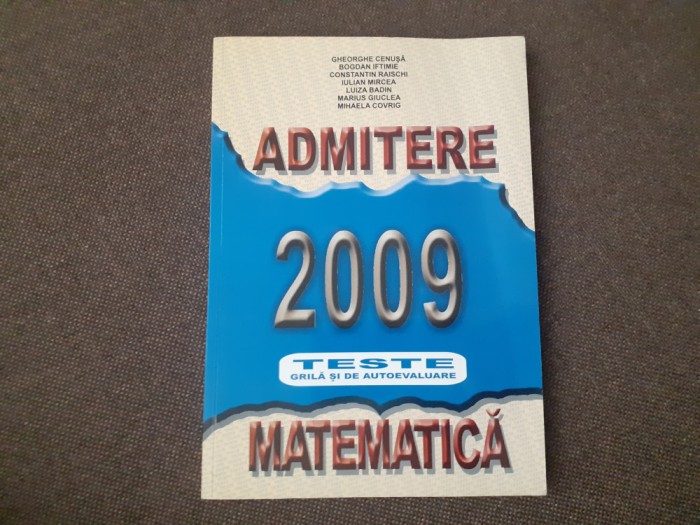 GHEORGHE CENUȘĂ
BOGDAN IFTIMIE
CONSTANTIN RAISCHI
IULIAN MIRCEA
LUIZA BADIN
MARIUS GIUCLEA
MIHAELA COVRIG
ADMITERE
2009
TESTE
GRILĂ ȘI DE AUTOEVALUARE
MATEMATICĂ